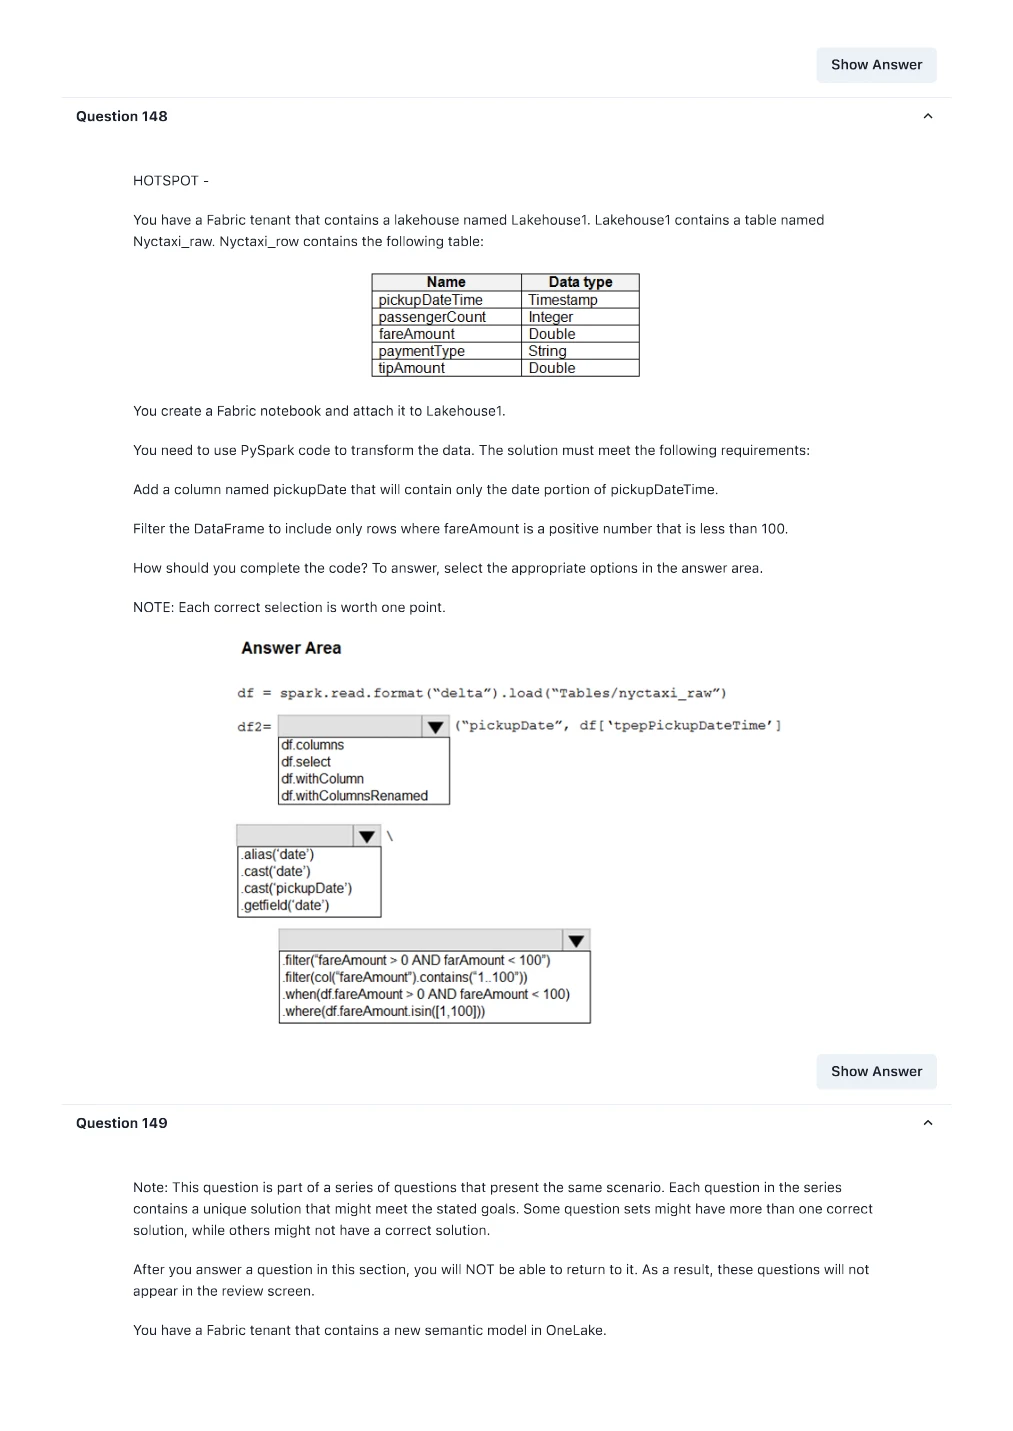 Show Answer
Question 148
HOTSPOT -
You have a Fabric tenant that contains a lakehouse named Lakehouse1. Lakehouse1 contains a table named
Nyctaxi_raw. Nyctaxi_row contains the following table:
Name Data type
pickupDateTime Timestamp
passengerCount Integer
fareAmount Double
paymentType String
tipAmount Double
You create a Fabric notebook and attach it to Lakehouse1.
You need to use PySpark code to transform the data. The solution must meet the following requirements:
Add a column named pickupDate that will contain only the date portion of pickupDateTime.
Filter the DataFrame to include only rows where fareAmount is a positive number that is less than 100.
How should you complete the code? To answer, select the appropriate options in the answer area.
NOTE: Each correct selection is worth one point.
Answer Area
df = spark.read.format(“delta”).load(“Tables/nyctaxi_raw”)
df2= (“pickupDate”, df[‘tpepPickupDateTime’]
df.columns
df.select
df.withColumn
df.withColumnsRenamed
\
.alias(‘date’)
.cast(‘date’)
.cast(‘pickupDate’)
.getfield(‘date’)
.filter(“fareAmount > 0 AND farAmount < 100”)
.filter(col(“fareAmount”).contains(“1..100”))
.when(df.fareAmount > 0 AND fareAmount < 100)
.where(df.fareAmount.isin([1,100]))
Show Answer
Question 149
Note: This question is part of a series of questions that present the same scenario. Each question in the series
contains a unique solution that might meet the stated goals. Some question sets might have more than one correct
solution, while others might not have a correct solution.
After you answer a question in this section, you will NOT be able to return to it. As a result, these questions will not
appear in the review screen.
You have a Fabric tenant that contains a new semantic model in OneLake.